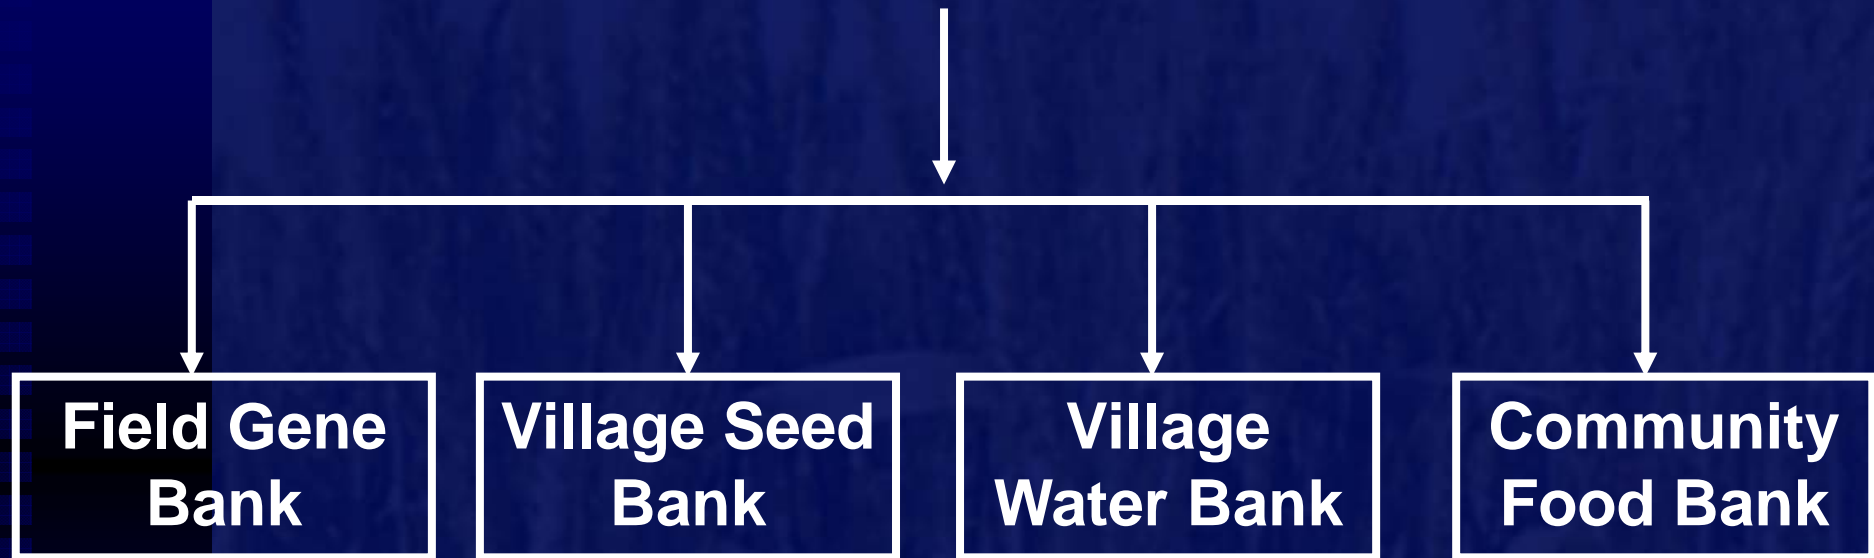 Field Gene
Bank
Village Seed
Bank
Village
Water Bank
Community
Food Bank